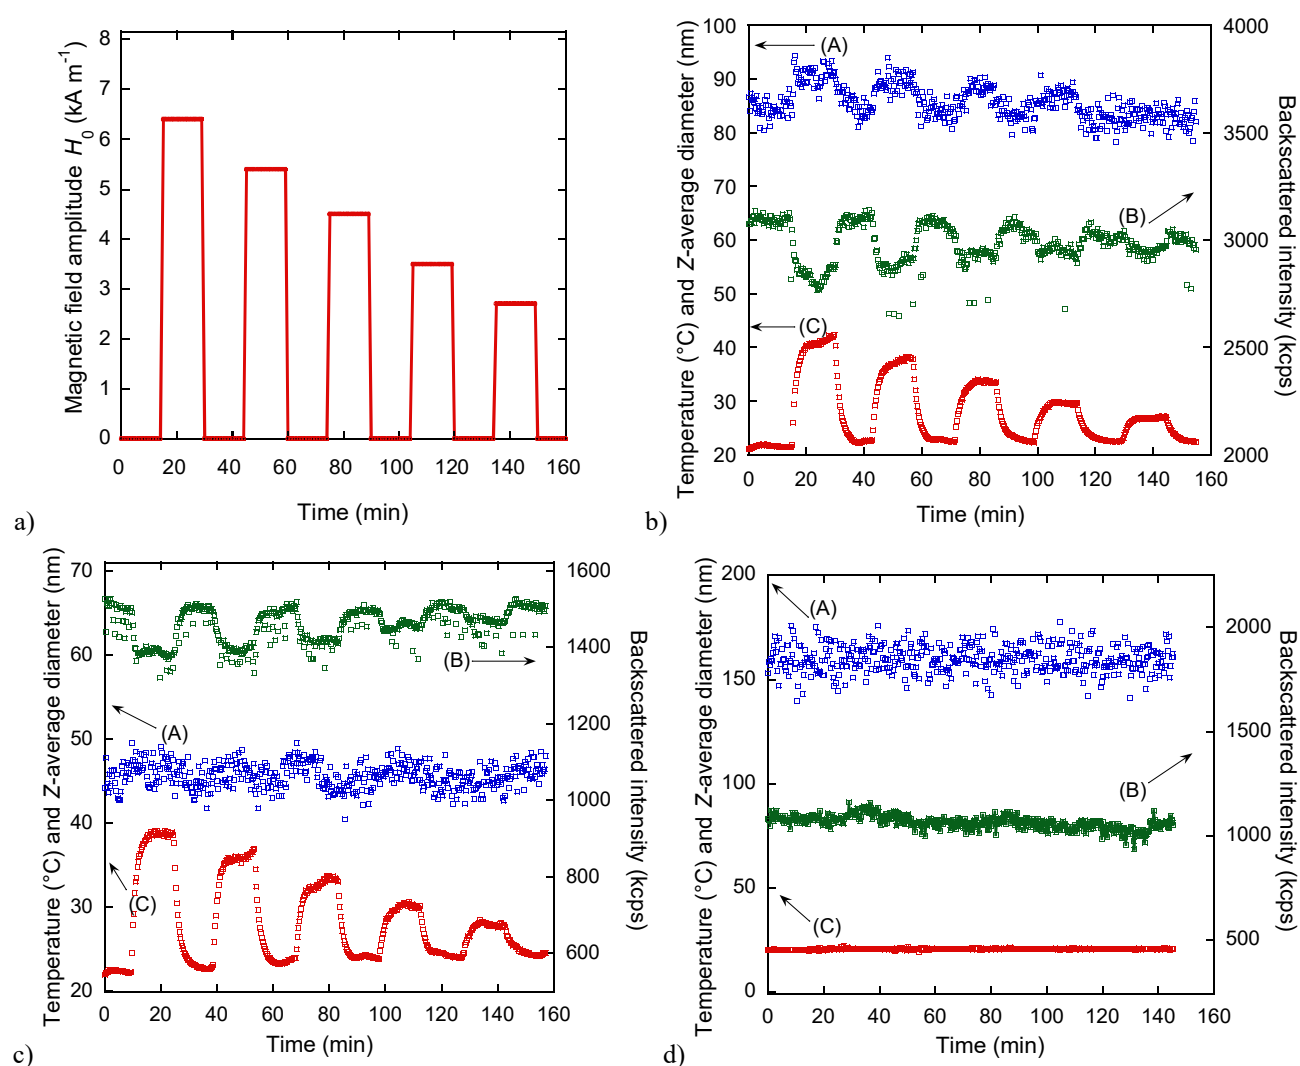 Magnetic field amplitude H0 (kA m-1)
8
7
6
5
4
3
2
1
0
0 20 40 60 80 100 120 140 160
Time (min)
a)
Temperature (°C) and Z-average diameter (nm)
100
90
80
70
60
50
40
30
20
(A)
(B)
(C)
4000
3500
3000
2500
2000
Backscattered intensity (kcps)
0 20 40 60 80 100 120 140 160
Time (min)
b)
Temperature (°C) and Z-average diameter (nm)
70
60
50
40
30
20
(B)
(A)
(C)
1600
1400
1200
1000
800
600
Backscattered intensity (kcps)
0 20 40 60 80 100 120 140 160
Time (min)
c)
Temperature (°C) and Z-average diameter (nm)
200
150
100
50
0
(A)
(B)
(C)
2000
1500
1000
450
Backscattered intensity (kcps)
0 20 40 60 80 100 120 140 160
Time (min)
d)